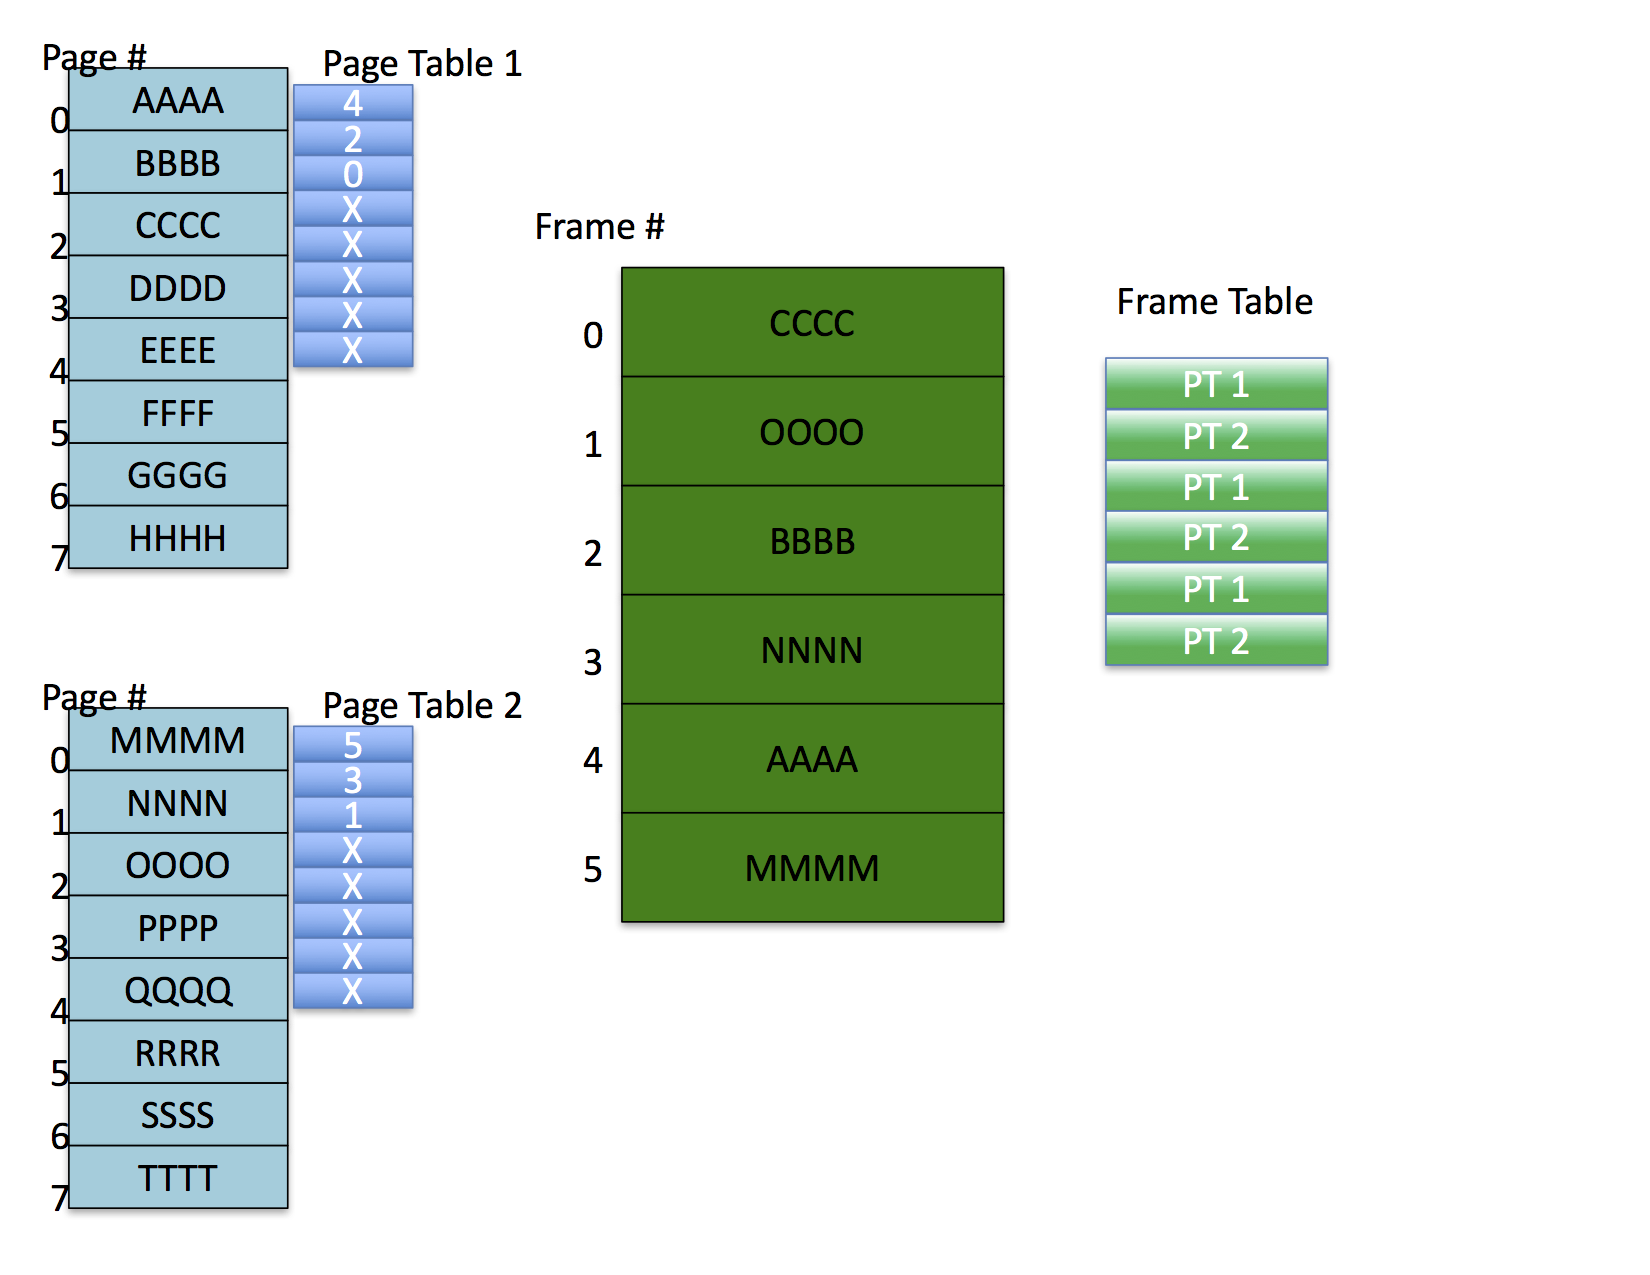 Page #
0
AAAA
1
BBBB
2
CCCC
3
DDDD
4
EEEE
5
FFFF
6
GGGG
7
HHHH
Page Table 1
4
2
0
X
X
X
X
X
Page #
0
MMMM
1
NNNN
2
OOOO
3
PPPP
4
QQQQ
5
RRRR
6
SSSS
7
TTTT
Page Table 2
5
3
1
X
X
X
X
X
Frame #
0
CCCC
1
OOOO
2
BBBB
3
NNNN
4
AAAA
5
MMMM
Frame Table
PT 1
PT 2
PT 1
PT 2
PT 1
PT 2